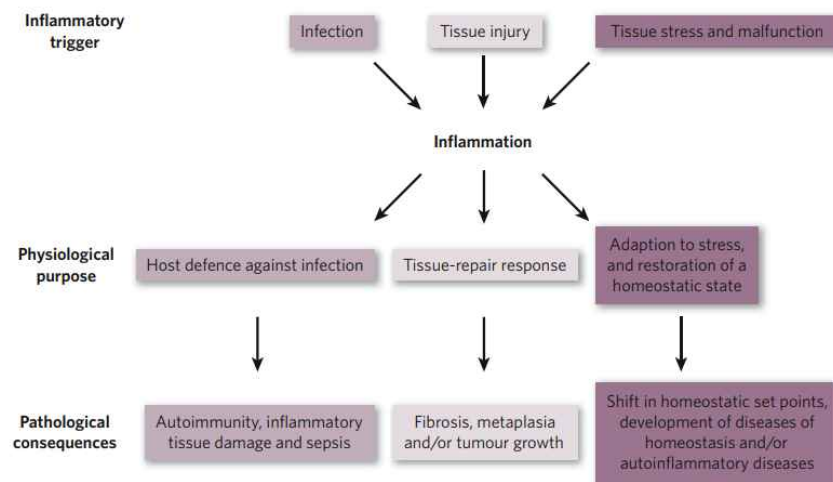 Inflammatory
trigger
Infection
Tissue injury
Tissue stress and malfunction
Inflammation
Physiological
purpose
Host defence against infection
Tissue-repair response
Adaption to stress,
and restoration of a
homeostatic state
Pathological
consequences
Autoimmunity, inflammatory
tissue damage and sepsis
Fibrosis, metaplasia
and/or tumour growth
Shift in homeostatic set points,
development of diseases of
homeostasis and/or
autoinflammatory diseases